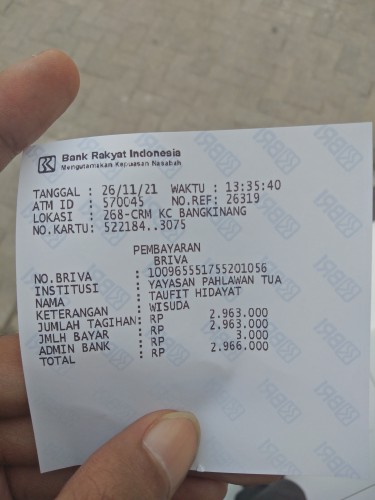 Bank Rakyat Indonesia
Mengutamakan Kepuasan Nasabah
TANGGAL : 26/11/21 WAKTU : 13:35:40
ATM ID : 570045 NO.REF: 26319
LOKASI : 268-CRM KC BANGKINANG
NO.KARTU: 522184..3075
PEMBAYARAN
BRIVA
NO.BRIVA : 100965551755201056
INSTITUSI : YAYASAN PAHLAWAN TUA
NAMA : TAUFIT HIDAYAT
KETERANGAN : WISUDA
JUMLAH TAGIHAN: RP 2.963.000
JMLH BAYAR : RP 2.963.000
ADMIN BANK : RP 3.000
TOTAL : RP 2.966.000